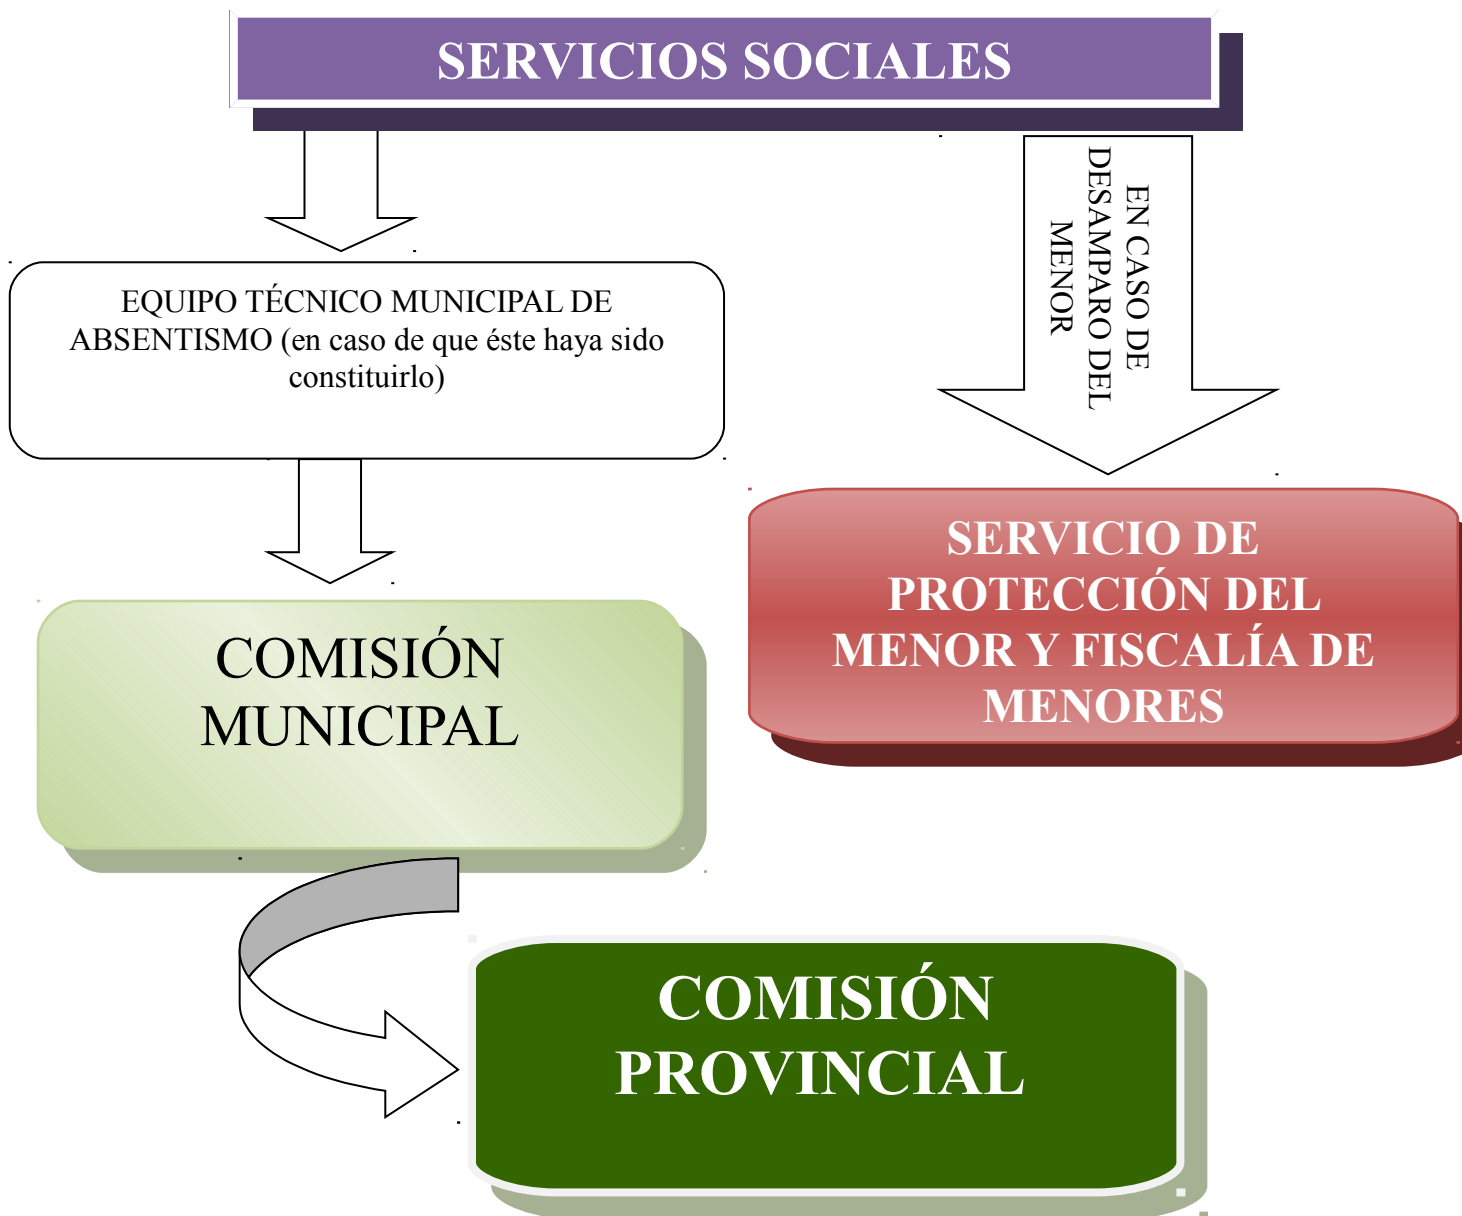 SERVICIOS SOCIALES
EQUIPO TÉCNICO MUNICIPAL DE
ABSENTISMO (en caso de que éste haya sido
constituirlo)
EN CASO DE
DESAMPARO DEL
MENOR
COMISIÓN
MUNICIPAL
SERVICIO DE
PROTECCIÓN DEL
MENOR Y FISCALÍA DE
MENORES
COMISIÓN
PROVINCIAL